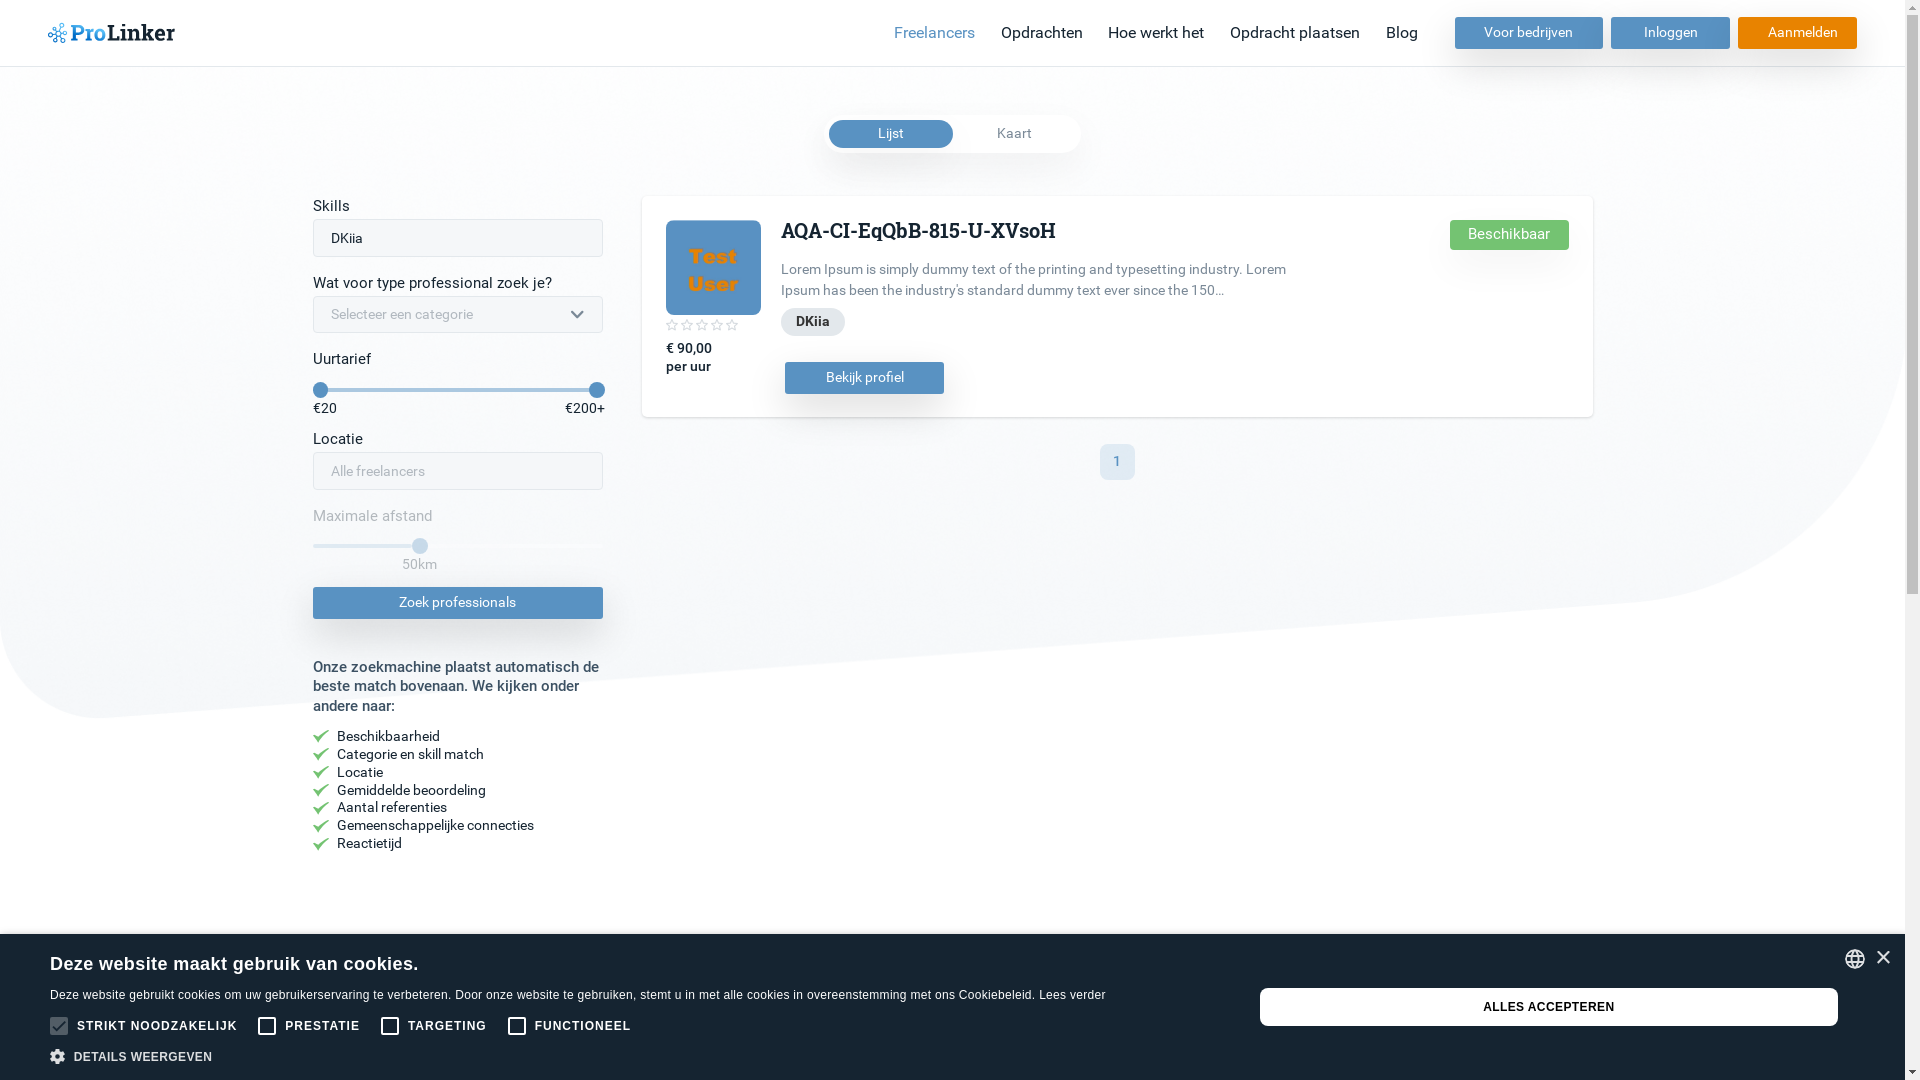 ProLinker
Freelancers
Opdrachten
Hoe werkt het
Opdracht plaatsen
Blog
Voor bedrijven
Inloggen
Aanmelden
Lijst
Kaart
Skills
DKiia
Wat voor type professional zoek je?
Selecteer een categorie
Uurtarief
€20
€200+
Locatie
Alle freelancers
Maximale afstand
50km
Zoek professionals
Onze zoekmachine plaatst automatisch de
beste match bovenaan. We kijken onder
andere naar:
Beschikbaarheid
Categorie en skill match
Locatie
Gemiddelde beoordeling
Aantal referenties
Gemeenschappelijke connecties
Reactietijd
Test
User
€ 90,00
per uur
AQA-CI-EqQbB-815-U-XVsoH
Beschikbaar
Lorem Ipsum is simply dummy text of the printing and typesetting industry. Lorem
Ipsum has been the industry's standard dummy text ever since the 150...
DKiia
Bekijk profiel
1
Deze website maakt gebruik van cookies.
Deze website gebruikt cookies om uw gebruikerservaring te verbeteren. Door onze website te gebruiken, stemt u in met alle cookies in overeenstemming met ons Cookiebeleid. Lees verder
STRIKT NOODZAKELIJK
PRESTATIE
TARGETING
FUNCTIONEEL
DETAILS WEERGEVEN
ALLES ACCEPTEREN
×